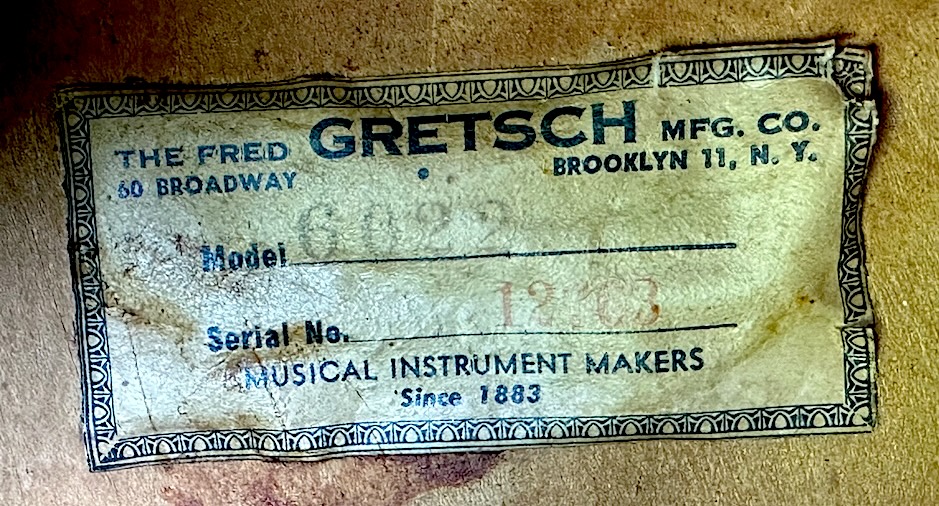 THE FRED GRETSCH MFG. CO.
60 BROADWAY BROOKLYN 11, N. Y.
Model 6022
Serial No.
MUSICAL INSTRUMENT MAKERS
Since 1883